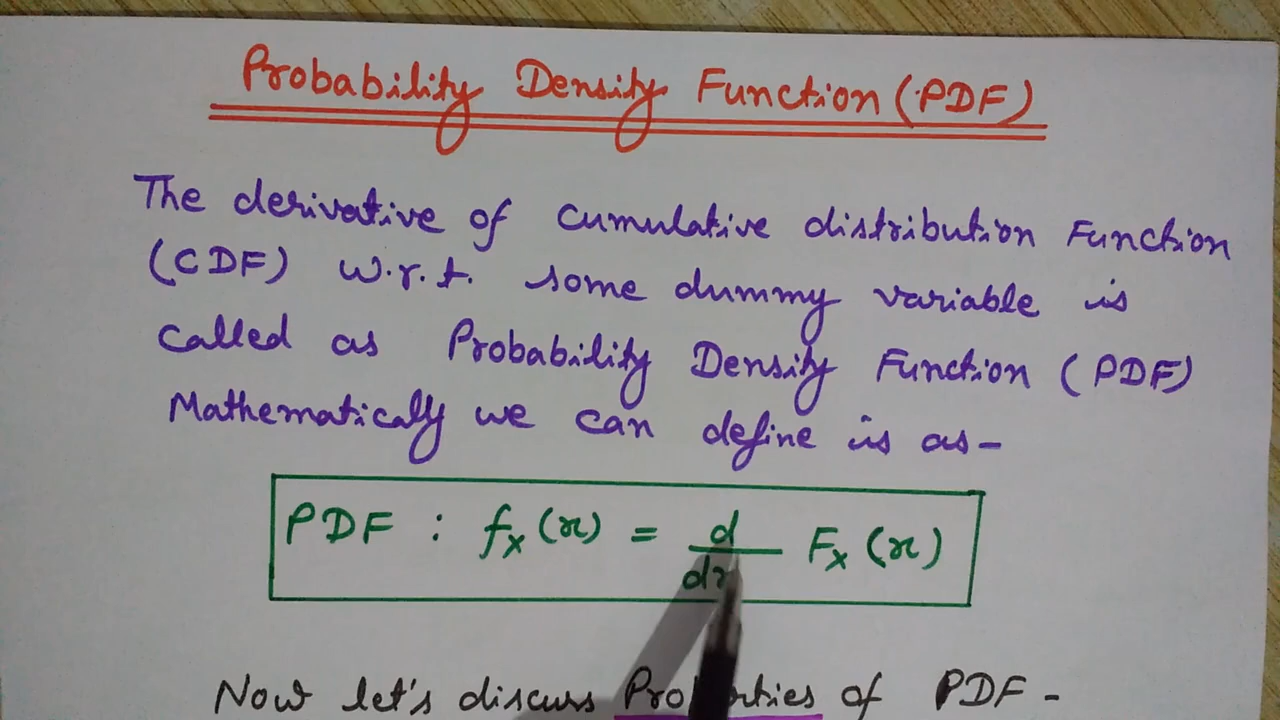 Probability Density Function (PDF)
The derivative of cumulative distribution Function
(CDF) w.r.t. some dummy variable is
called as Probability Density Function (PDF)
Mathematically we can define is as-
PDF : fx(x) = d/dx Fx(x)
Now let's discuss Properties of PDF -